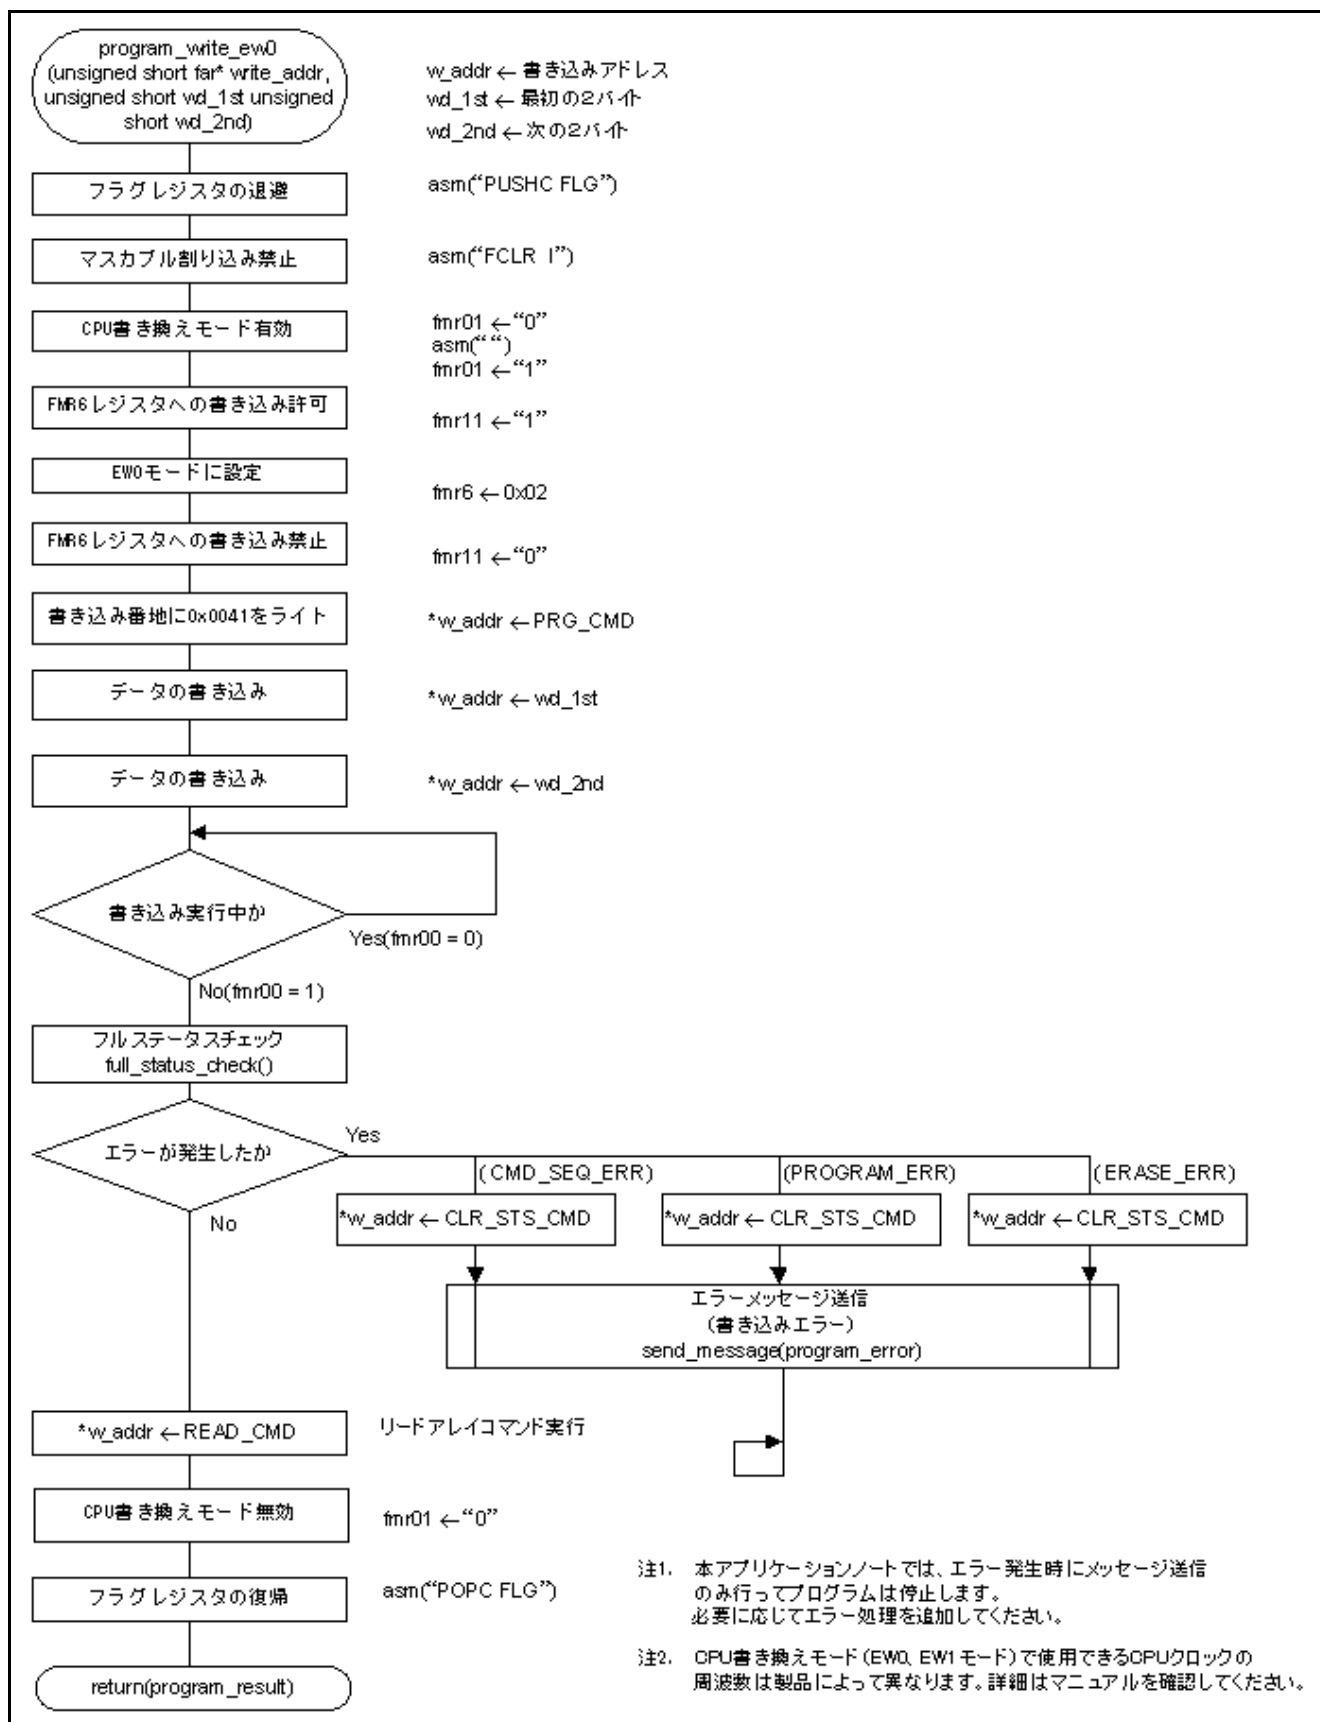 program_write_ew0
(unsigned short far* write_addr,
unsigned short wd_1st unsigned
short wd_2nd)
w_addr ← 書き込みアドレス
wd_1st ← 最初の2バイト
wd_2nd ← 次の2バイト
フラグレジスタの退避
asm(“PUSHC FLG”)
マスカブル割り込み禁止
asm(“FCLR I”)
CPU書き換えモード有効
fmr01 ← “0”
asm(““)
fmr01 ← “1”
FMR6レジスタへの書き込み許可
fmr11 ← “1”
EW0モードに設定
fmr6 ← 0x02
FMR6レジスタへの書き込み禁止
fmr11 ← “0”
書き込み番地に0x0041をライト
*w_addr ← PRG_CMD
データの書き込み
*w_addr ← wd_1st
データの書き込み
*w_addr ← wd_2nd
書き込み実行中か
Yes(fmr00 = 0)
No(fmr00 = 1)
フルステータスチェック
full_status_check()
エラーが発生したか
Yes
No
(CMD_SEQ_ERR)
(PROGRAM_ERR)
(ERASE_ERR)
*w_addr ← CLR_STS_CMD
*w_addr ← CLR_STS_CMD
*w_addr ← CLR_STS_CMD
エラーメッセージ送信
(書き込みエラー)
send_message(program_error)
*w_addr ← READ_CMD
リードアレイコマンド実行
CPU書き換えモード無効
fmr01 ← “0”
フラグレジスタの復帰
asm(“POPC FLG”)
return(program_result)
注1. 本アプリケーションノートでは、エラー発生時にメッセージ送信
のみ行ってプログラムは停止します。
必要に応じてエラー処理を追加してください。
注2. CPU書き換えモード(EW0、EW1モード)で使用できるCPUクロックの
周波数は製品によって異なります。詳細はマニュアルを確認してください。